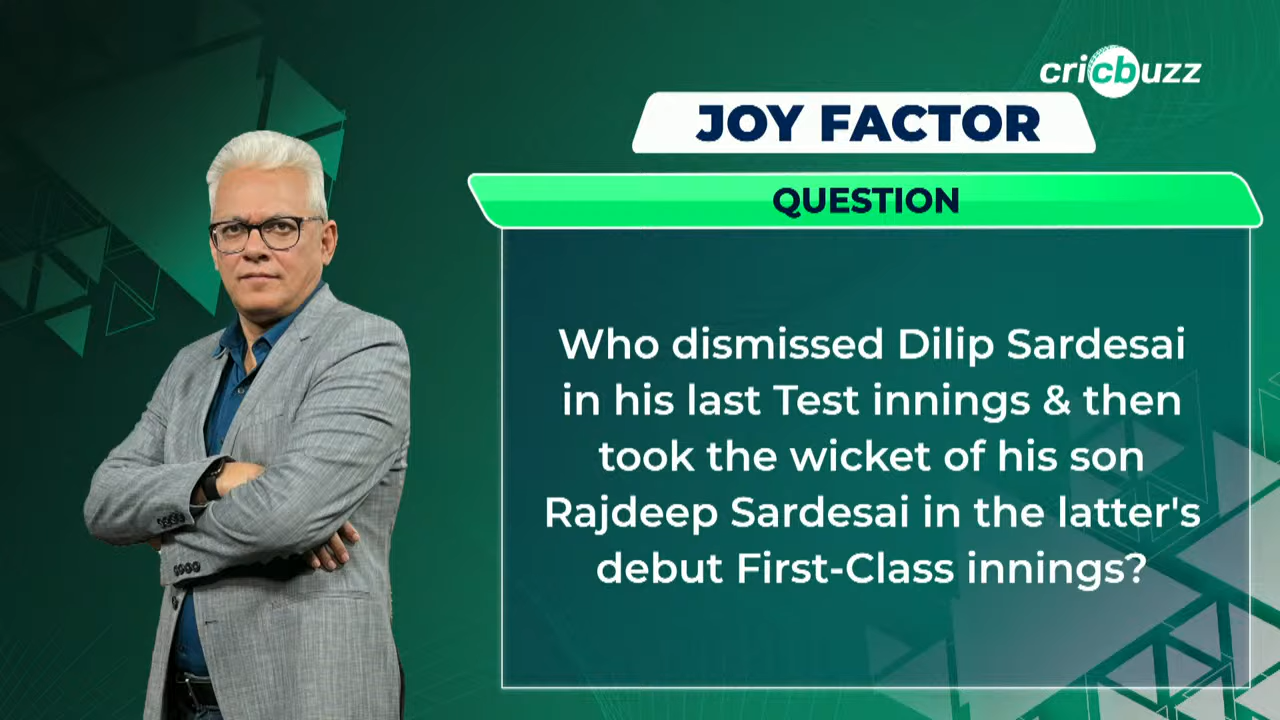 cricbuzz
JOY FACTOR
QUESTION
Who dismissed Dilip Sardesai
in his last Test innings & then
took the wicket of his son
Rajdeep Sardesai in the latter's
debut First-Class innings?